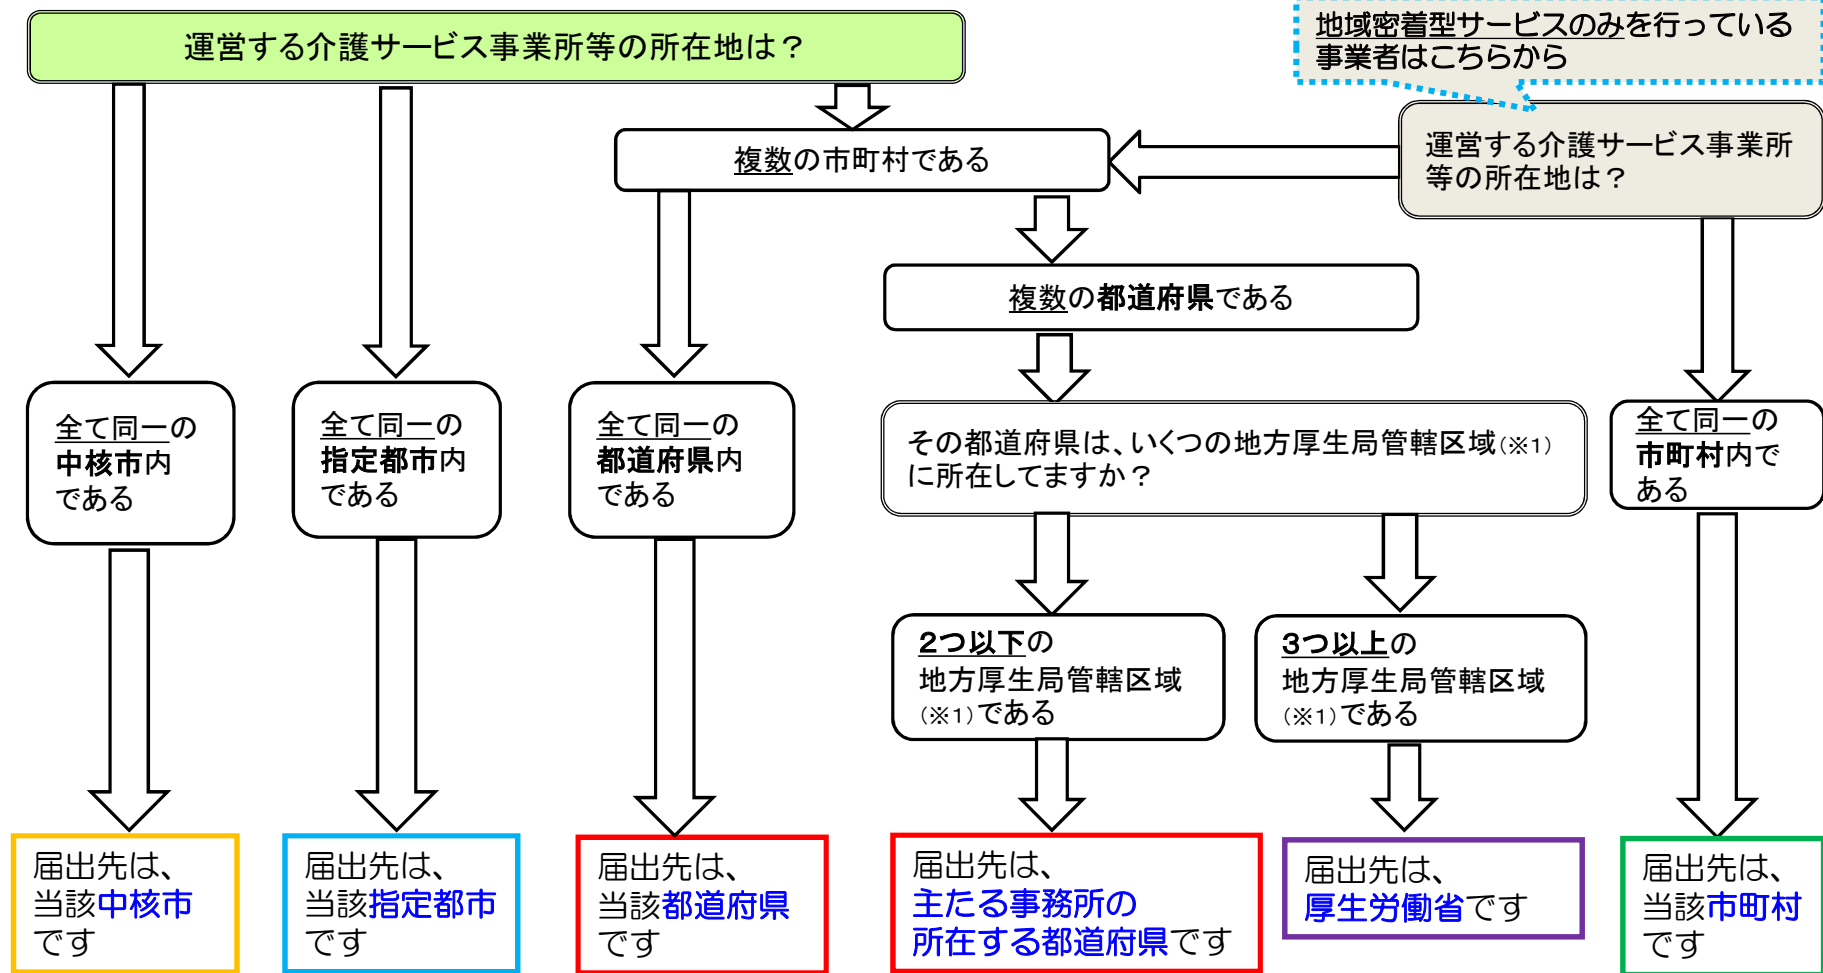 運営する介護サービス事業所等の所在地は？
地域密着型サービスのみを行っている
事業者はこちらから
複数の市町村である
運営する介護サービス事業所
等の所在地は？
複数の都道府県である
全て同一の
中核市内
である
全て同一の
指定都市内
である
全て同一の
都道府県内
である
その都道府県は、いくつの地方厚生局管轄区域(※1)
に所在してますか？
全て同一の
市町村内で
ある
2つ以下の
地方厚生局管轄区域
(※1)である
3つ以上の
地方厚生局管轄区域
(※1)である
届出先は、
当該中核市
です
届出先は、
当該指定都市
です
届出先は、
当該都道府県
です
届出先は、
主たる事務所の
所在する都道府県です
届出先は、
厚生労働省です
届出先は、
当該市町村
です